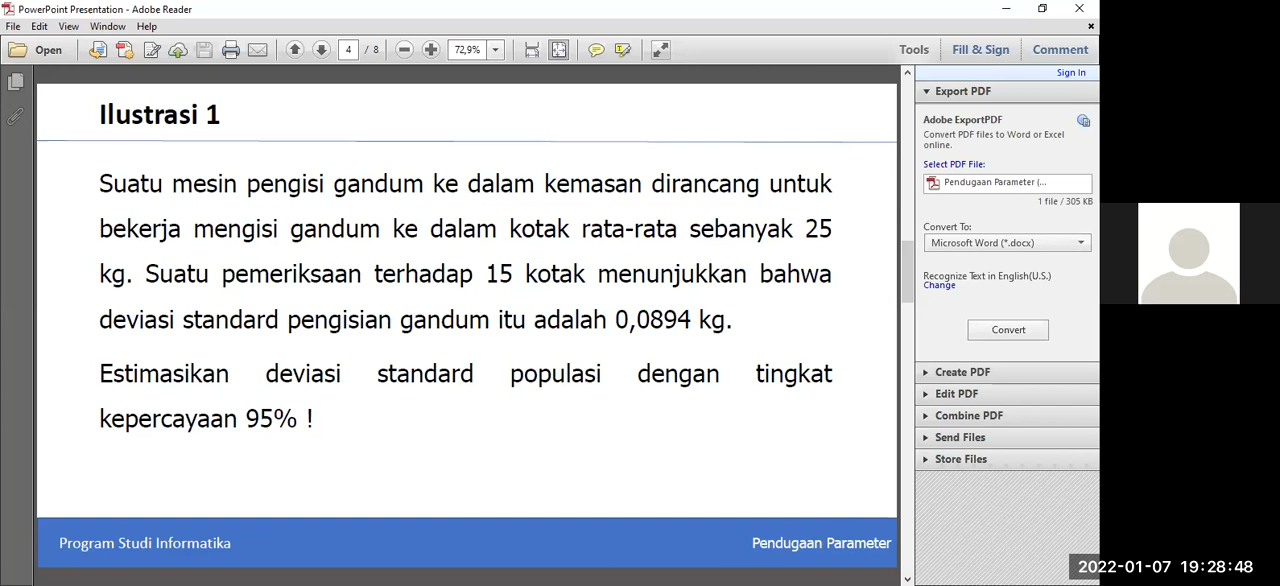 PowerPoint Presentation - Adobe Reader
File Edit View Window Help
Open 4 / 8 72,9% Tools Fill & Sign Comment
Sign In
Export PDF
Adobe ExportPDF
Convert PDF files to Word or Excel
online.
Select PDF File:
Pendugaan Parameter (...
1 file / 305 KB
Convert To:
Microsoft Word (*.docx)
Recognize Text in English(U.S.)
Change
Convert
Create PDF
Edit PDF
Combine PDF
Send Files
Store Files
Ilustrasi 1
Suatu mesin pengisi gandum ke dalam kemasan dirancang untuk
bekerja mengisi gandum ke dalam kotak rata-rata sebanyak 25
kg. Suatu pemeriksaan terhadap 15 kotak menunjukkan bahwa
deviasi standard pengisian gandum itu adalah 0,0894 kg.
Estimasikan deviasi standard populasi dengan tingkat
kepercayaan 95% !
Program Studi Informatika Pendugaan Parameter
2022-01-07 19:28:48